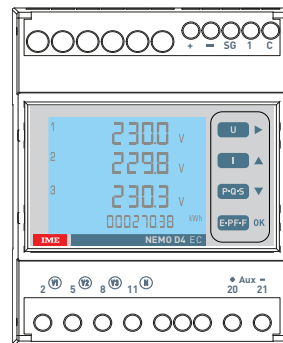 + − SG 1 C
1 230.0 V
2 229.8 V
3 230.3 V
00027038 kWh
U ▶
I ▲
P•Q•S ▼
E•PF•F OK
IME NEMO D4 EC
2 V1 5 V2 8 V3 11 N • Aux −
20 21